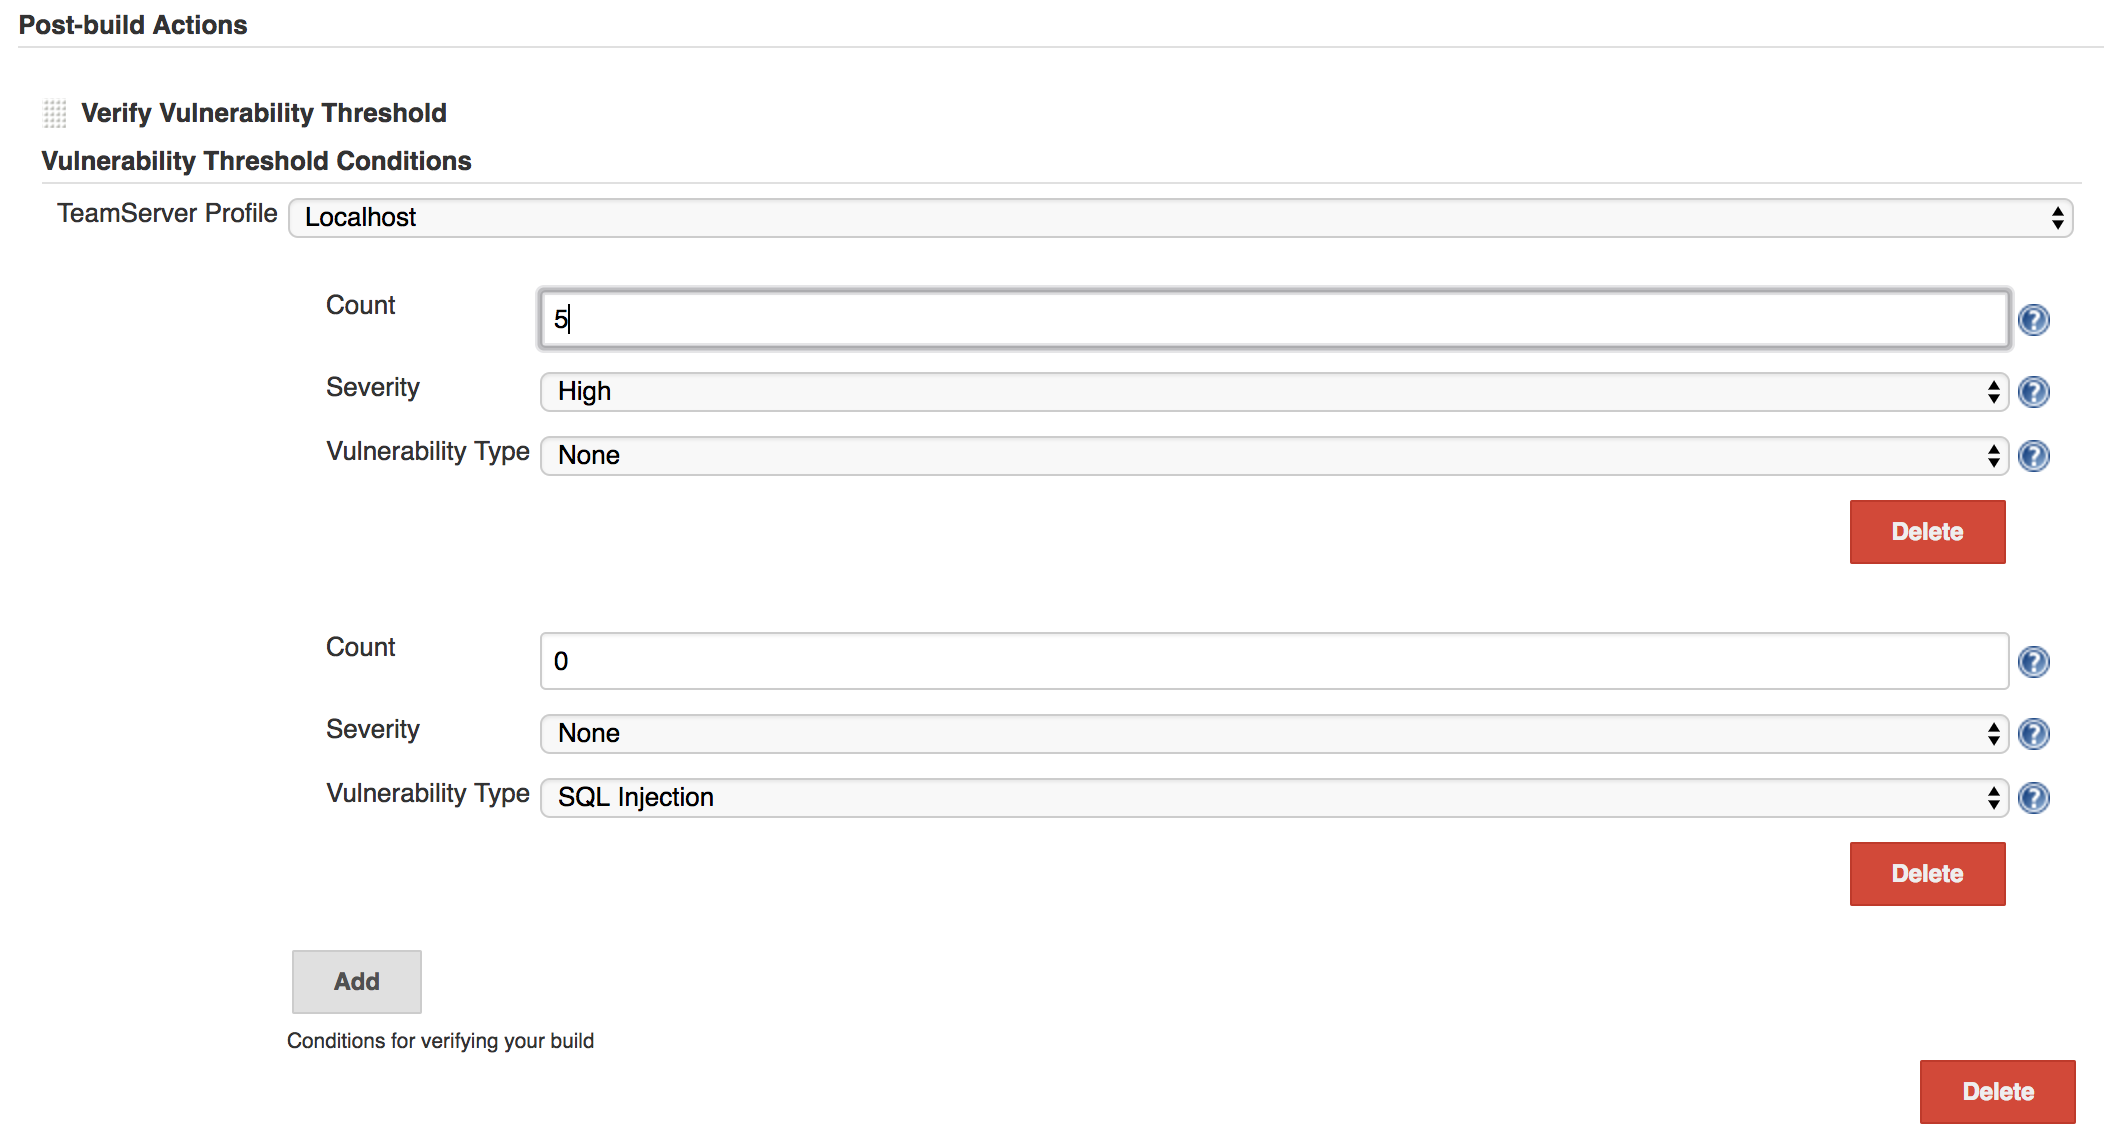 Post-build Actions
Verify Vulnerability Threshold
Vulnerability Threshold Conditions
TeamServer Profile Localhost
Count 5 ?
Severity High ?
Vulnerability Type None ?
Delete
Count 0 ?
Severity None ?
Vulnerability Type SQL Injection ?
Delete
Add
Conditions for verifying your build
Delete